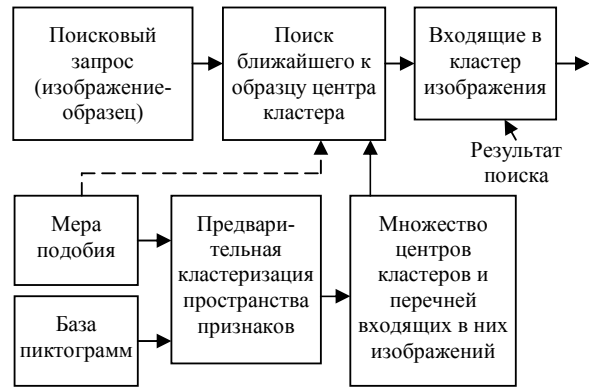 Поисковый
запрос
(изображение-
образец)
Поиск
ближайшего к
образцу центра
кластера
Входящие в
кластер
изображения
Результат
поиска
Мера
подобия
База
пиктограмм
Предвари-
тельная
кластеризация
пространства
признаков
Множество
центров
кластеров и
перечней
входящих в них
изображений